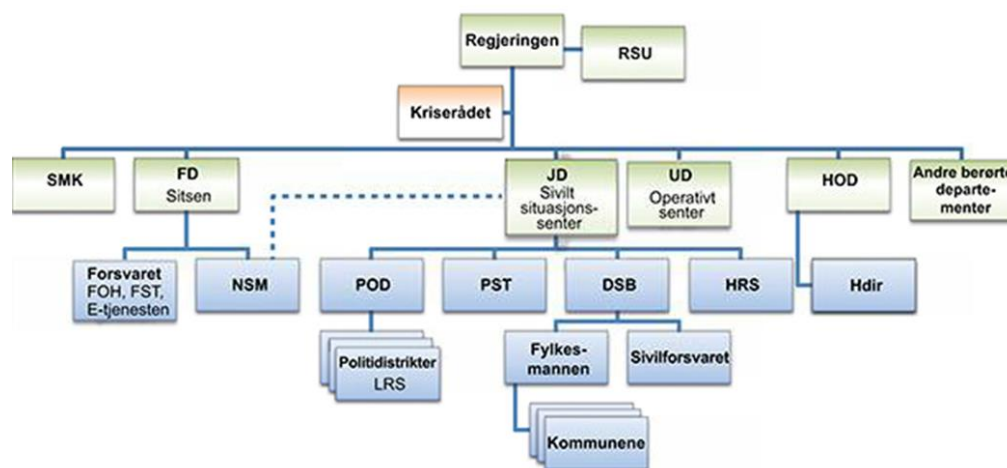 Regjeringen
RSU
Kriserådet
SMK
FD
Sitsen
JD
Sivilt
situasjons-
senter
UD
Operativt
senter
HOD
Andre berørte
departe-
menter
Forsvaret
FOH, FST,
E-tjenesten
NSM
POD
PST
DSB
HRS
Hdir
Politidistrikter
LRS
Fylkes-
mannen
Sivilforsvaret
Kommunene